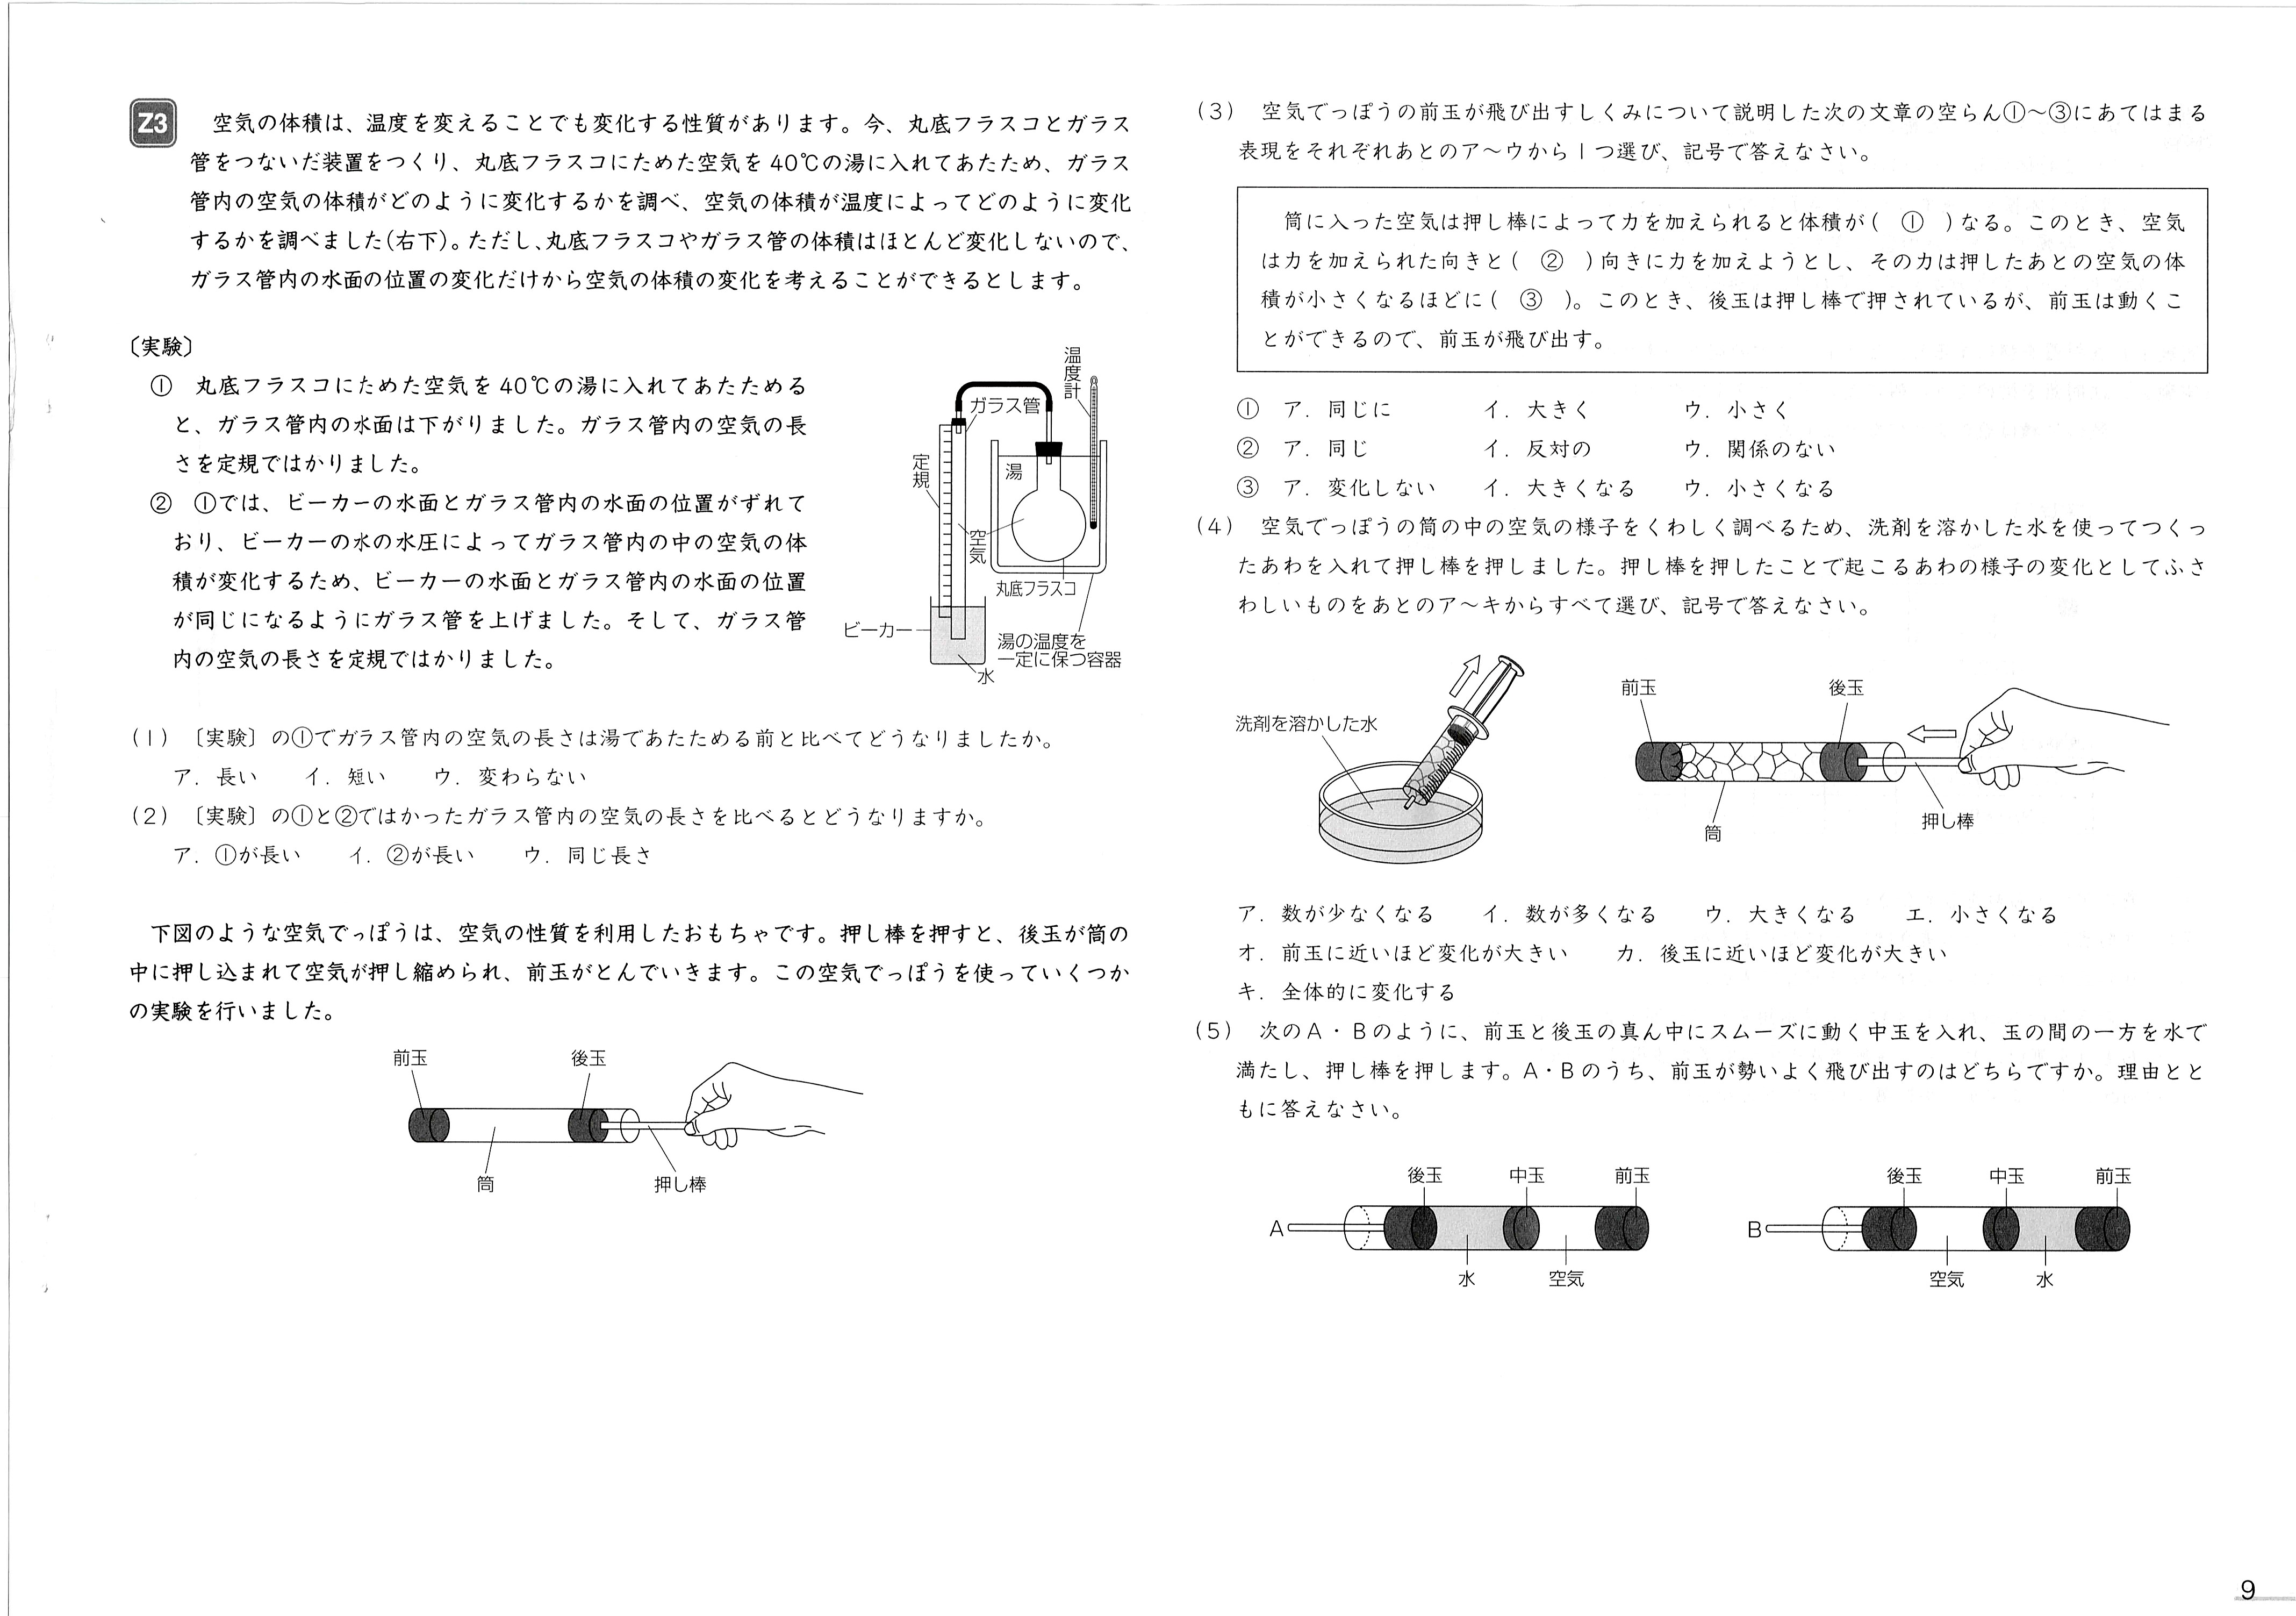 Z3
空気の体積は、温度を変えることでも変化する性質があります。今、丸底フラスコとガラス
管をつないだ装置をつくり、丸底フラスコにためた空気を40℃の湯に入れてあたため、ガラス
管内の空気の体積がどのように変化するかを調べ、空気の体積が温度によってどのように変化
するかを調べました(右下)。ただし、丸底フラスコやガラス管の体積はほとんど変化しないので、
ガラス管内の水面の位置の変化だけから空気の体積の変化を考えることができるとします。
〔実験〕
① 丸底フラスコにためた空気を40℃の湯に入れてあたためる
と、ガラス管内の水面は下がりました。ガラス管内の空気の長
さを定規ではかりました。
② ①では、ビーカーの水面とガラス管内の水面の位置がずれて
おり、ビーカーの水の水圧によってガラス管内の中の空気の体
積が変化するため、ビーカーの水面とガラス管内の水面の位置
が同じになるようにガラス管を上げました。そして、ガラス管
内の空気の長さを定規ではかりました。
温度計
ガラス管
湯
定規
空気
丸底フラスコ
ビーカー
湯の温度を
一定に保つ容器
水
(1) 〔実験〕の①でガラス管内の空気の長さは湯であたためる前と比べてどうなりましたか。
ア. 長い イ. 短い ウ. 変わらない
(2) 〔実験〕の①と②ではかったガラス管内の空気の長さを比べるとどうなりますか。
ア. ①が長い イ. ②が長い ウ. 同じ長さ
下図のような空気でっぽうは、空気の性質を利用したおもちゃです。押し棒を押すと、後玉が筒の
中に押し込まれて空気が押し縮められ、前玉がとんでいきます。この空気でっぽうを使っていくつか
の実験を行いました。
前玉 後玉
筒 押し棒
(3) 空気でっぽうの前玉が飛び出すしくみについて説明した次の文章の空らん①～③にあてはまる
表現をそれぞれあとのア～ウから1つ選び、記号で答えなさい。
筒に入った空気は押し棒によって力を加えられると体積が( ① )なる。このとき、空気
は力を加えられた向きと( ② )向きに力を加えようとし、その力は押したあとの空気の体
積が小さくなるほどに( ③ )。このとき、後玉は押し棒で押されているが、前玉は動くこ
とができるので、前玉が飛び出す。
① ア. 同じに イ. 大きく ウ. 小さく
② ア. 同じ イ. 反対の ウ. 関係のない
③ ア. 変化しない イ. 大きくなる ウ. 小さくなる
(4) 空気でっぽうの筒の中の空気の様子をくわしく調べるため、洗剤を溶かした水を使ってつくっ
たあわを入れて押し棒を押しました。押し棒を押したことで起こるあわの様子の変化としてふさ
わしいものをあとのア～キからすべて選び、記号で答えなさい。
洗剤を溶かした水
前玉 後玉
筒 押し棒
ア. 数が少なくなる イ. 数が多くなる ウ. 大きくなる エ. 小さくなる
オ. 前玉に近いほど変化が大きい カ. 後玉に近いほど変化が大きい
キ. 全体的に変化する
(5) 次のA・Bのように、前玉と後玉の真ん中にスムーズに動く中玉を入れ、玉の間の一方を水で
満たし、押し棒を押します。A・Bのうち、前玉が勢いよく飛び出すのはどちらですか。理由とと
もに答えなさい。
後玉 中玉 前玉
A
水 空気
後玉 中玉 前玉
B
空気 水
9